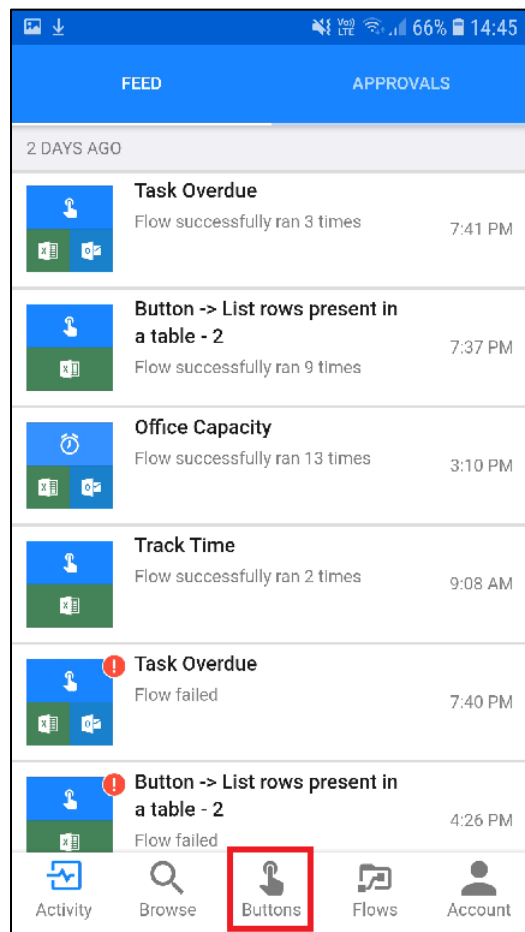 Vo)) LTE 66% 14:45
FEED APPROVALS
2 DAYS AGO
Task Overdue
Flow successfully ran 3 times
7:41 PM
Button -> List rows present in
a table - 2
7:37 PM
Flow successfully ran 9 times
Office Capacity
Flow successfully ran 13 times
3:10 PM
Track Time
Flow successfully ran 2 times
9:08 AM
Task Overdue
Flow failed
7:40 PM
Button -> List rows present in
a table - 2
4:26 PM
Flow failed
Activity Browse Buttons Flows Account